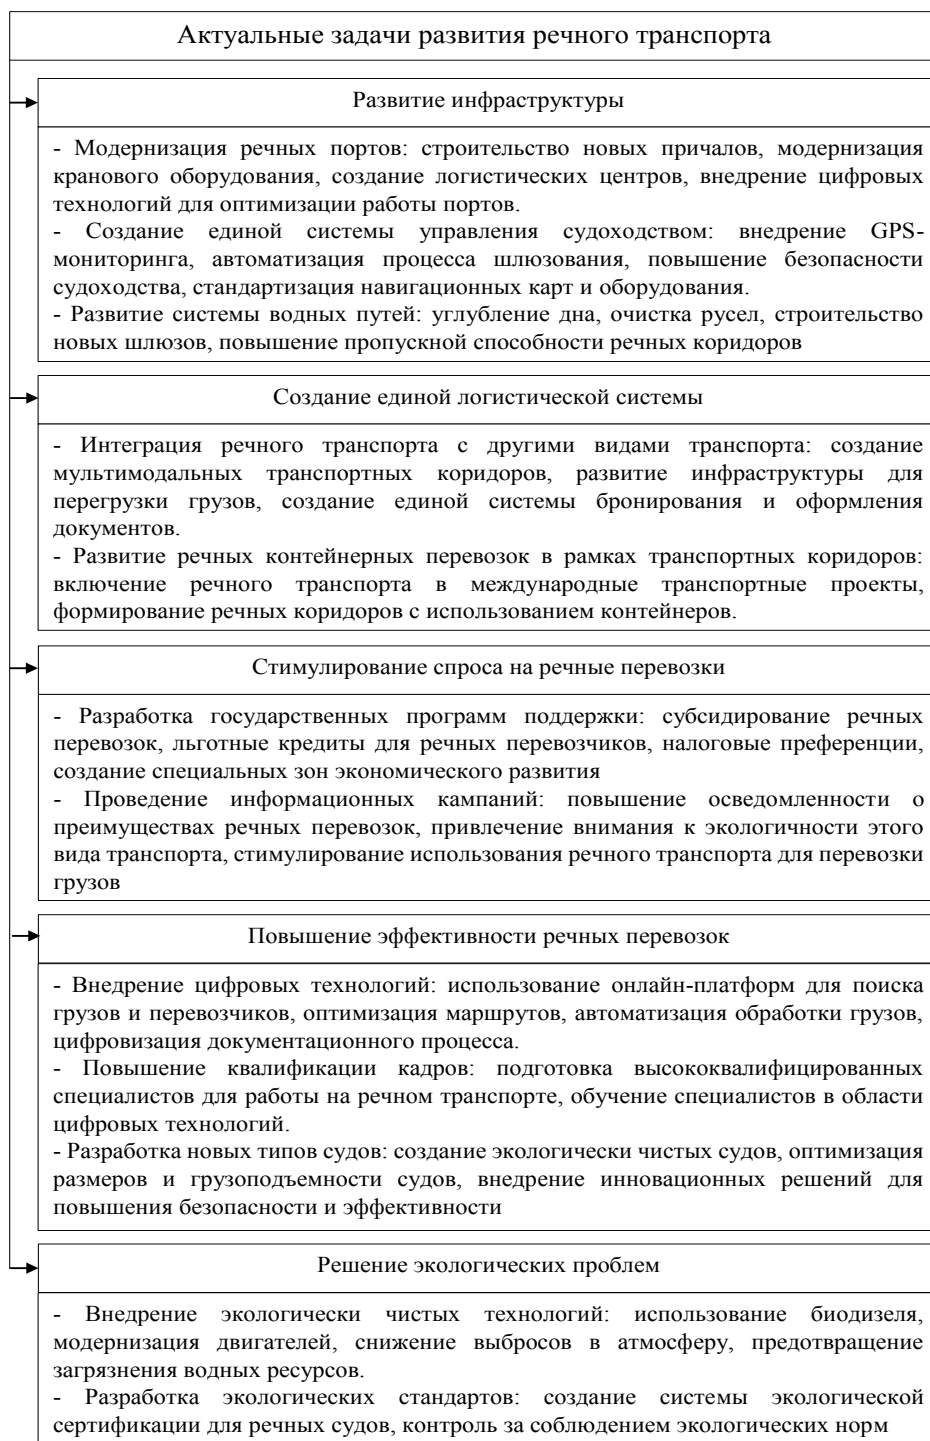 Актуальные задачи развития речного транспорта
Развитие инфраструктуры
- Модернизация речных портов: строительство новых причалов, модернизация
кранового оборудования, создание логистических центров, внедрение цифровых
технологий для оптимизации работы портов.
- Создание единой системы управления судоходством: внедрение GPS-
мониторинга, автоматизация процесса шлюзования, повышение безопасности
судоходства, стандартизация навигационных карт и оборудования.
- Развитие системы водных путей: углубление дна, очистка русел, строительство
новых шлюзов, повышение пропускной способности речных коридоров
Создание единой логистической системы
- Интеграция речного транспорта с другими видами транспорта: создание
мультимодальных транспортных коридоров, развитие инфраструктуры для
перегрузки грузов, создание единой системы бронирования и оформления
документов.
- Развитие речных контейнерных перевозок в рамках транспортных коридоров:
включение речного транспорта в международные транспортные проекты,
формирование речных коридоров с использованием контейнеров.
Стимулирование спроса на речные перевозки
- Разработка государственных программ поддержки: субсидирование речных
перевозок, льготные кредиты для речных перевозчиков, налоговые преференции,
создание специальных зон экономического развития
- Проведение информационных кампаний: повышение осведомленности о
преимуществах речных перевозок, привлечение внимания к экологичности этого
вида транспорта, стимулирование использования речного транспорта для перевозки
грузов
Повышение эффективности речных перевозок
- Внедрение цифровых технологий: использование онлайн-платформ для поиска
грузов и перевозчиков, оптимизация маршрутов, автоматизация обработки грузов,
цифровизация документационного процесса.
- Повышение квалификации кадров: подготовка высококвалифицированных
специалистов для работы на речном транспорте, обучение специалистов в области
цифровых технологий.
- Разработка новых типов судов: создание экологически чистых судов, оптимизация
размеров и грузоподъемности судов, внедрение инновационных решений для
повышения безопасности и эффективности
Решение экологических проблем
- Внедрение экологически чистых технологий: использование биодизеля,
модернизация двигателей, снижение выбросов в атмосферу, предотвращение
загрязнения водных ресурсов.
- Разработка экологических стандартов: создание системы экологической
сертификации для речных судов, контроль за соблюдением экологических норм